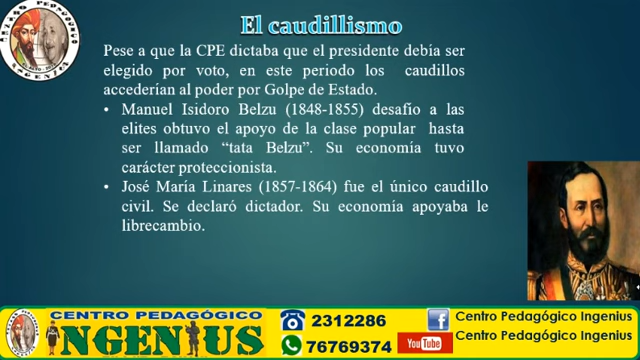 El caudillismo
Pese a que la CPE dictaba que el presidente debía ser
elegido por voto, en este periodo los caudillos
accederían al poder por Golpe de Estado.
• Manuel Isidoro Belzu (1848-1855) desafío a las
elites obtuvo el apoyo de la clase popular hasta
ser llamado “tata Belzu”. Su economía tuvo
carácter proteccionista.
• José María Linares (1857-1864) fue el único caudillo
civil. Se declaró dictador. Su economía apoyaba le
librecambio.
CENTRO PEDAGÓGICO
INGENIUS
2312286
76769374
Centro Pedagógico Ingenius
YouTube
Centro Pedagógico Ingenius